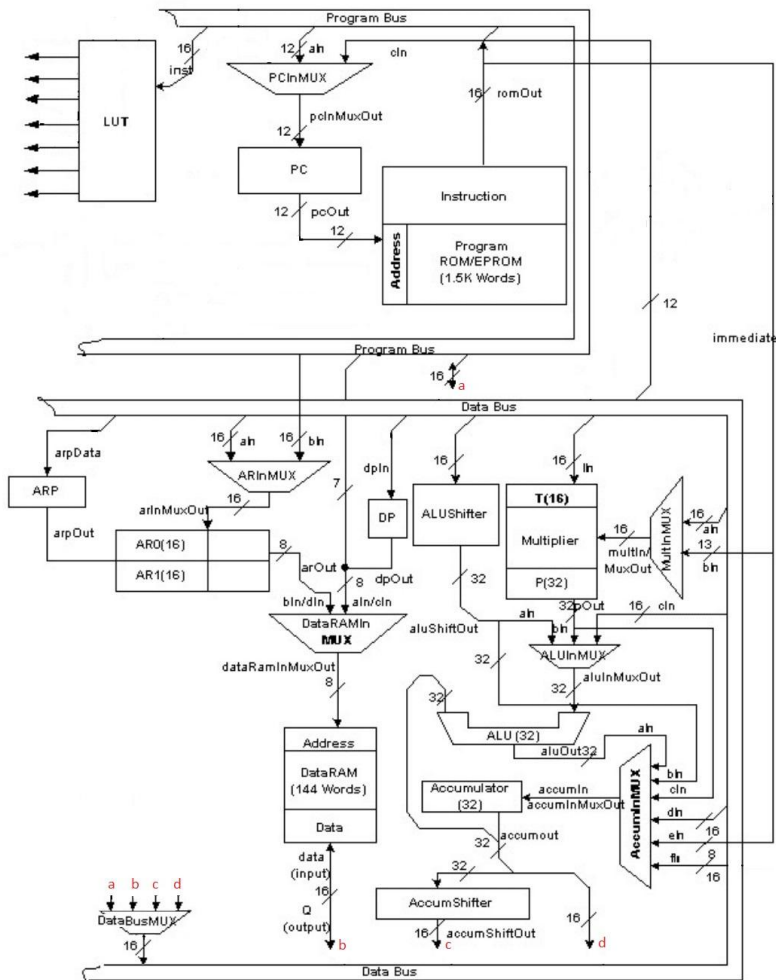 Program Bus
16
inst
12
aIn
cIn
PCInMUX
LUT
pcInMuxOut
12
16
romOut
PC
12
pcOut
12
Instruction
Address
Program
ROM/EPROM
(1.5K Words)
12
immediate
Program Bus
16
a
Data Bus
arpData
16
aIn
16
bIn
dpIn
16
16
IIn
ARP
ARInMUX
arInMuxOut
16
7
DP
ALUShifter
T(16)
Multiplier
P(32)
16
multIn/
MuxOut
MultInMUX
16
aIn
13
bIn
arpOut
AR0(16)
AR1(16)
8
arOut
8
dpOut
32
bIn/dIn
aIn/cIn
aluShiftOut
aIn
32
pOut
bIn
16
cIn
DataRAMIn
MUX
dataRamInMuxOut
8
32
ALUInMUX
32
aluInMuxOut
32
ALU (32)
aluOut
32
aIn
bIn
cIn
dIn
eIn
16
fIn
8
16
AccumInMUX
Address
DataRAM
(144 Words)
Data
Accumulator
(32)
accumIn
accumInMuxOut
accumout
32
data
(input)
16
Q
(output)
b
32
AccumShifter
16
accumShiftOut
c
16
d
a b c d
DataBusMUX
16
Data Bus